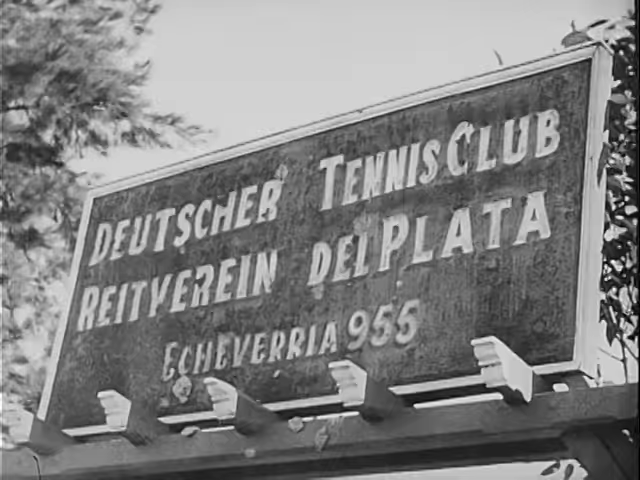 DEUTSCHER TENNIS CLUB
REITVEREIN DEL PLATA
ECHEVERRIA 955